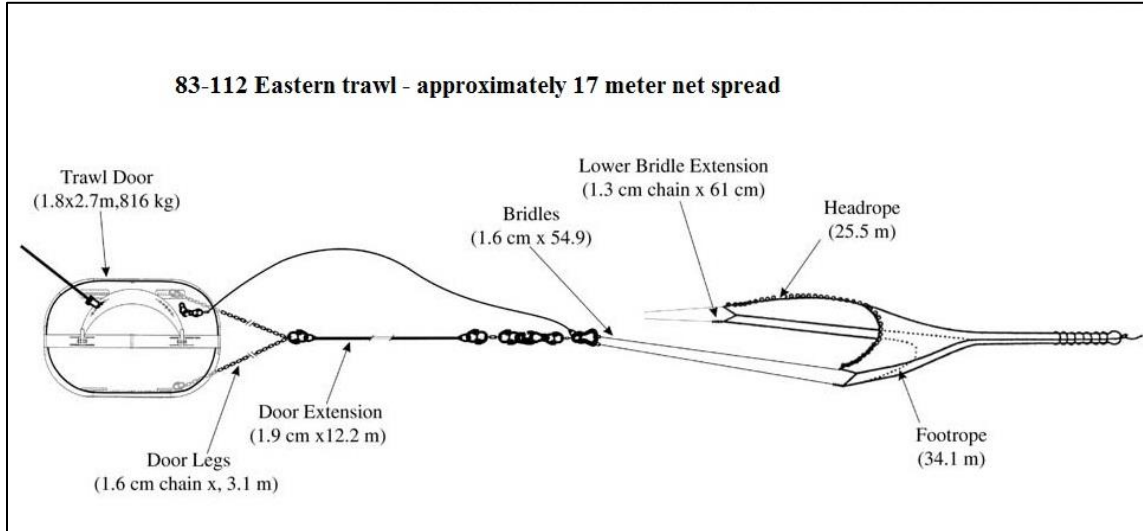 83-112 Eastern trawl - approximately 17 meter net spread
Trawl Door
(1.8x2.7m,816 kg)
Lower Bridle Extension
(1.3 cm chain x 61 cm)
Bridles
(1.6 cm x 54.9)
Headrope
(25.5 m)
Door Extension
(1.9 cm x12.2 m)
Door Legs
(1.6 cm chain x, 3.1 m)
Footrope
(34.1 m)